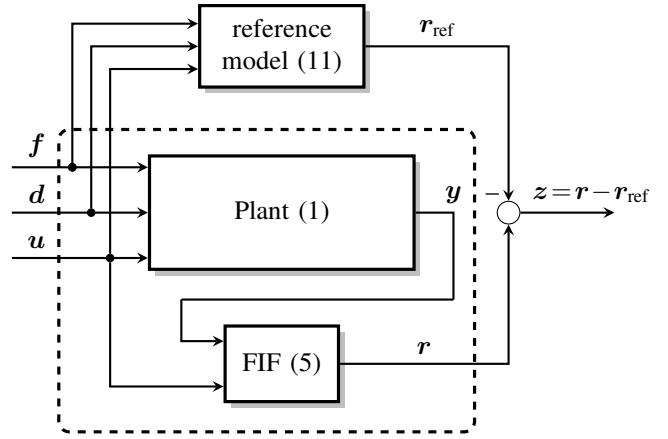 reference
model (11)
r_ref
f
d
u
Plant (1)
y
−
z = r − r_ref
FIF (5)
r